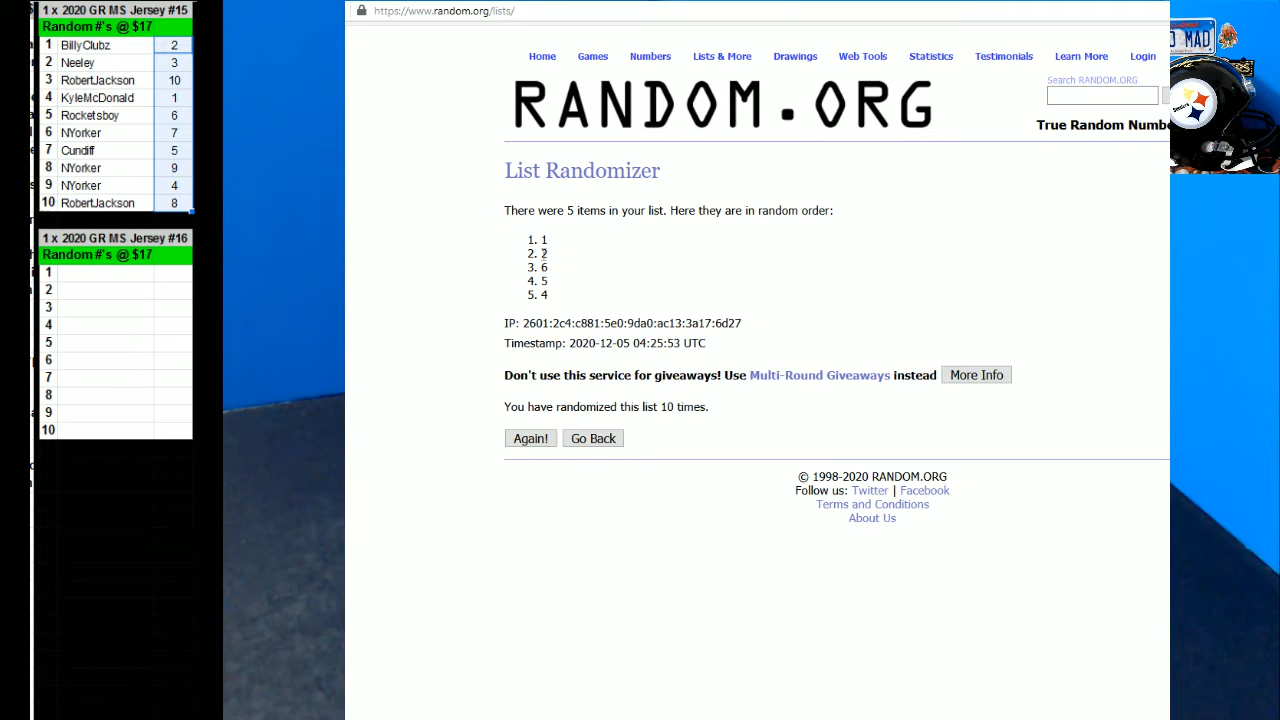 1 x 2020 GR MS Jersey #15
Random #'s @ $17
1 BillyClubz 2
2 Neeley 3
3 RobertJackson 10
4 KyleMcDonald 1
5 Rocketsboy 6
6 NYorker 7
7 Cundiff 5
8 NYorker 9
9 NYorker 4
10 RobertJackson 8
1 x 2020 GR MS Jersey #16
Random #'s @ $17
1
2
3
4
5
6
7
8
9
10
https://www.random.org/lists/
Home Games Numbers Lists & More Drawings Web Tools Statistics Testimonials Learn More Login
Search RANDOM.ORG
RANDOM.ORG
True Random Numbe
List Randomizer
There were 5 items in your list. Here they are in random order:
1. 1
2. 2
3. 6
4. 5
5. 4
IP: 2601:2c4:c881:5e0:9da0:ac13:3a17:6d27
Timestamp: 2020-12-05 04:25:53 UTC
Don't use this service for giveaways! Use Multi-Round Giveaways instead More Info
You have randomized this list 10 times.
Again! Go Back
© 1998-2020 RANDOM.ORG
Follow us: Twitter | Facebook
Terms and Conditions
About Us
D MAD
Steelers